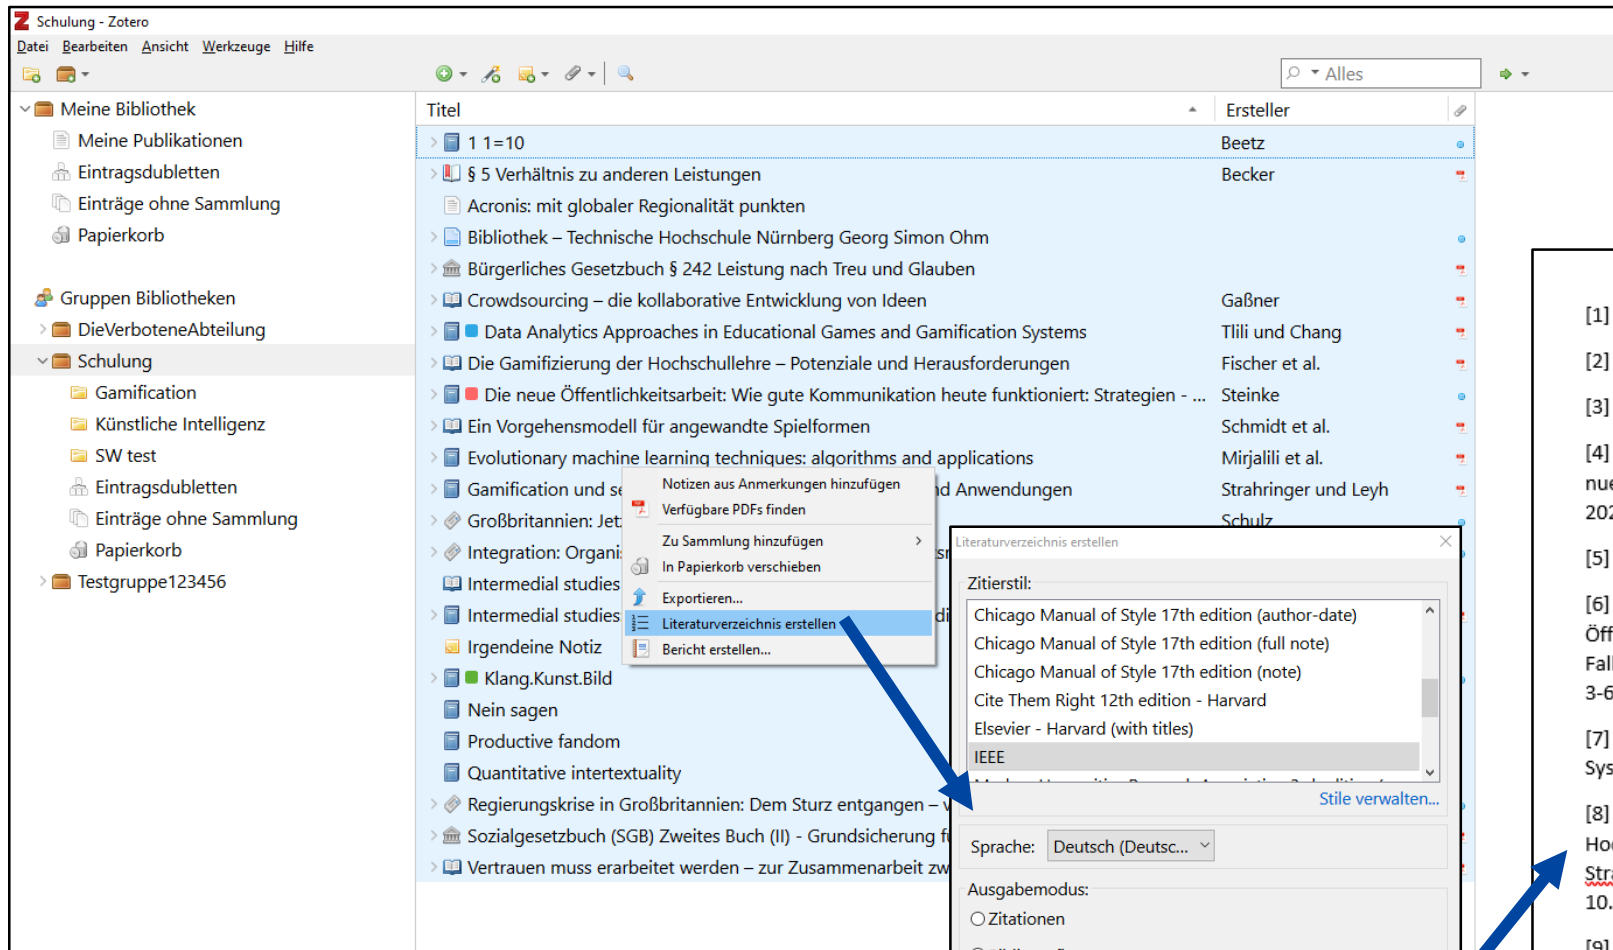 Schulung - Zotero
Datei Bearbeiten Ansicht Werkzeuge Hilfe
Alles
Meine Bibliothek
Meine Publikationen
Eintragsdubletten
Einträge ohne Sammlung
Papierkorb
Gruppen Bibliotheken
DieVerboteneAbteilung
Schulung
Gamification
Künstliche Intelligenz
SW test
Eintragsdubletten
Einträge ohne Sammlung
Papierkorb
Testgruppe123456
Titel Ersteller
1 1=10 Beetz
§ 5 Verhältnis zu anderen Leistungen Becker
Acronis: mit globaler Regionalität punkten
Bibliothek – Technische Hochschule Nürnberg Georg Simon Ohm
Bürgerliches Gesetzbuch § 242 Leistung nach Treu und Glauben
Crowdsourcing – die kollaborative Entwicklung von Ideen Gaßner
Data Analytics Approaches in Educational Games and Gamification Systems Tlili und Chang
Die Gamifizierung der Hochschullehre – Potenziale und Herausforderungen Fischer et al.
Die neue Öffentlichkeitsarbeit: Wie gute Kommunikation heute funktioniert: Strategien - ... Steinke
Ein Vorgehensmodell für angewandte Spielformen Schmidt et al.
Evolutionary machine learning techniques: algorithms and applications Mirjalili et al.
Gamification und se d Anwendungen Strahringer und Leyh
Großbritannien: Jet Schulz
Integration: Organi
Intermedial studies
Intermedial studies
Irgendeine Notiz
Klang.Kunst.Bild
Nein sagen
Productive fandom
Quantitative intertextuality
Regierungskrise in Großbritannien: Dem Sturz entgangen –
Sozialgesetzbuch (SGB) Zweites Buch (II) - Grundsicherung f
Vertrauen muss erarbeitet werden – zur Zusammenarbeit zw
Notizen aus Anmerkungen hinzufügen
Verfügbare PDFs finden
Zu Sammlung hinzufügen
In Papierkorb verschieben
Exportieren...
Literaturverzeichnis erstellen
Bericht erstellen...
Literaturverzeichnis erstellen
Zitierstil:
Chicago Manual of Style 17th edition (author-date)
Chicago Manual of Style 17th edition (full note)
Chicago Manual of Style 17th edition (note)
Cite Them Right 12th edition - Harvard
Elsevier - Harvard (with titles)
IEEE
Stile verwalten...
Sprache: Deutsch (Deutsc...
Ausgabemodus:
Zitationen
[1]
[2]
[3]
[4]
nue
202
[5]
[6]
Öff
Fall
3-6
[7]
Sys
[8]
Hoc
Stra
10.
[9]